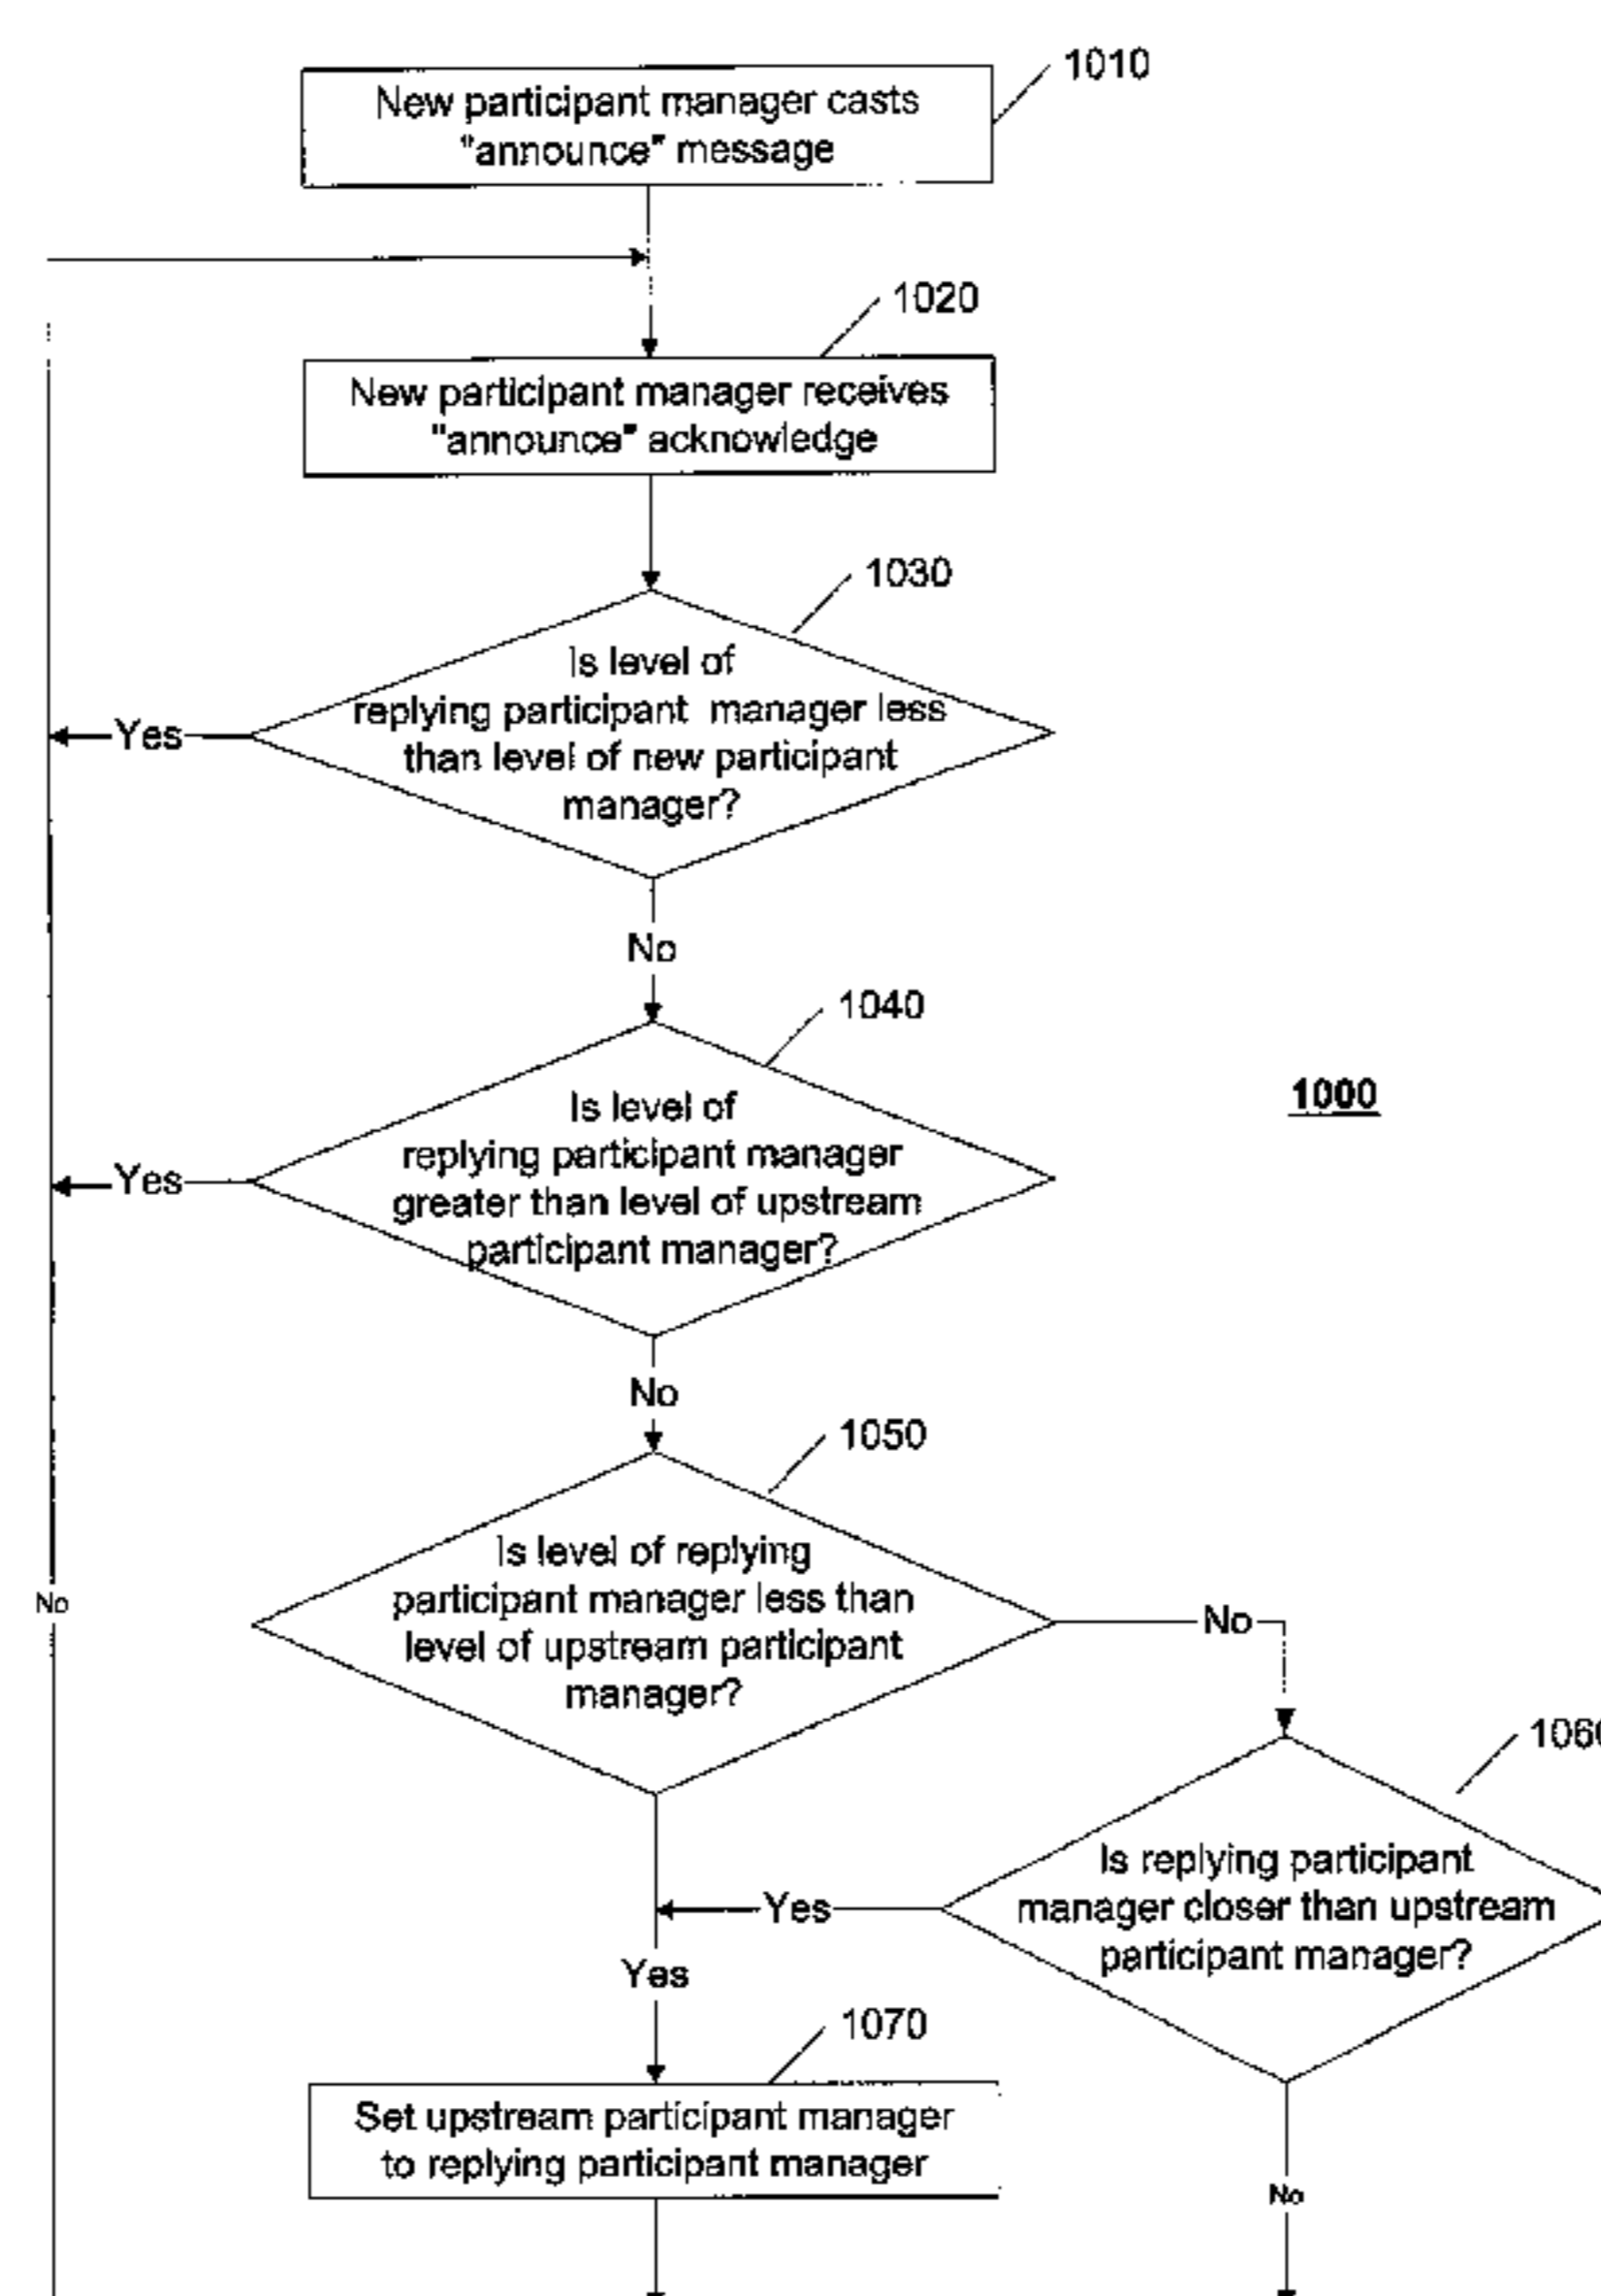 1010
New participant manager casts
"announce" message
1020
New participant manager receives
"announce" acknowledge
1030
Is level of
replying participant manager less
than level of new participant
manager?
Yes
No
1040
Is level of
replying participant manager
greater than level of upstream
participant manager?
1000
Yes
No
1050
Is level of replying
participant manager less than
level of upstream participant
manager?
No
No
Is replying participant
manager closer than upstream
participant manager?
Yes
Yes
1070
Set upstream participant manager
to replying participant manager
No